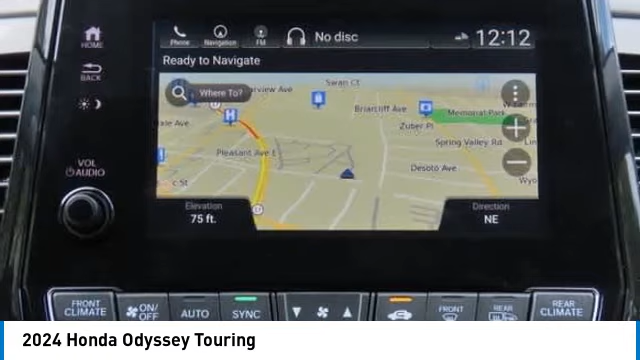 HOME
Phone
Navigation
FM
No disc
12:12
BACK
Ready to Navigate
Where To?
Swan Ct
Briarcliff Ave
Memorial Park
Zuber Pl
Spring Valley Rd
Pleasant Ave E
Desoto Ave
VOL
AUDIO
Elevation
75 ft.
Direction
NE
FRONT
CLIMATE
ON/
OFF
AUTO
SYNC
FRONT
REAR
REAR
CLIMATE
2024 Honda Odyssey Touring